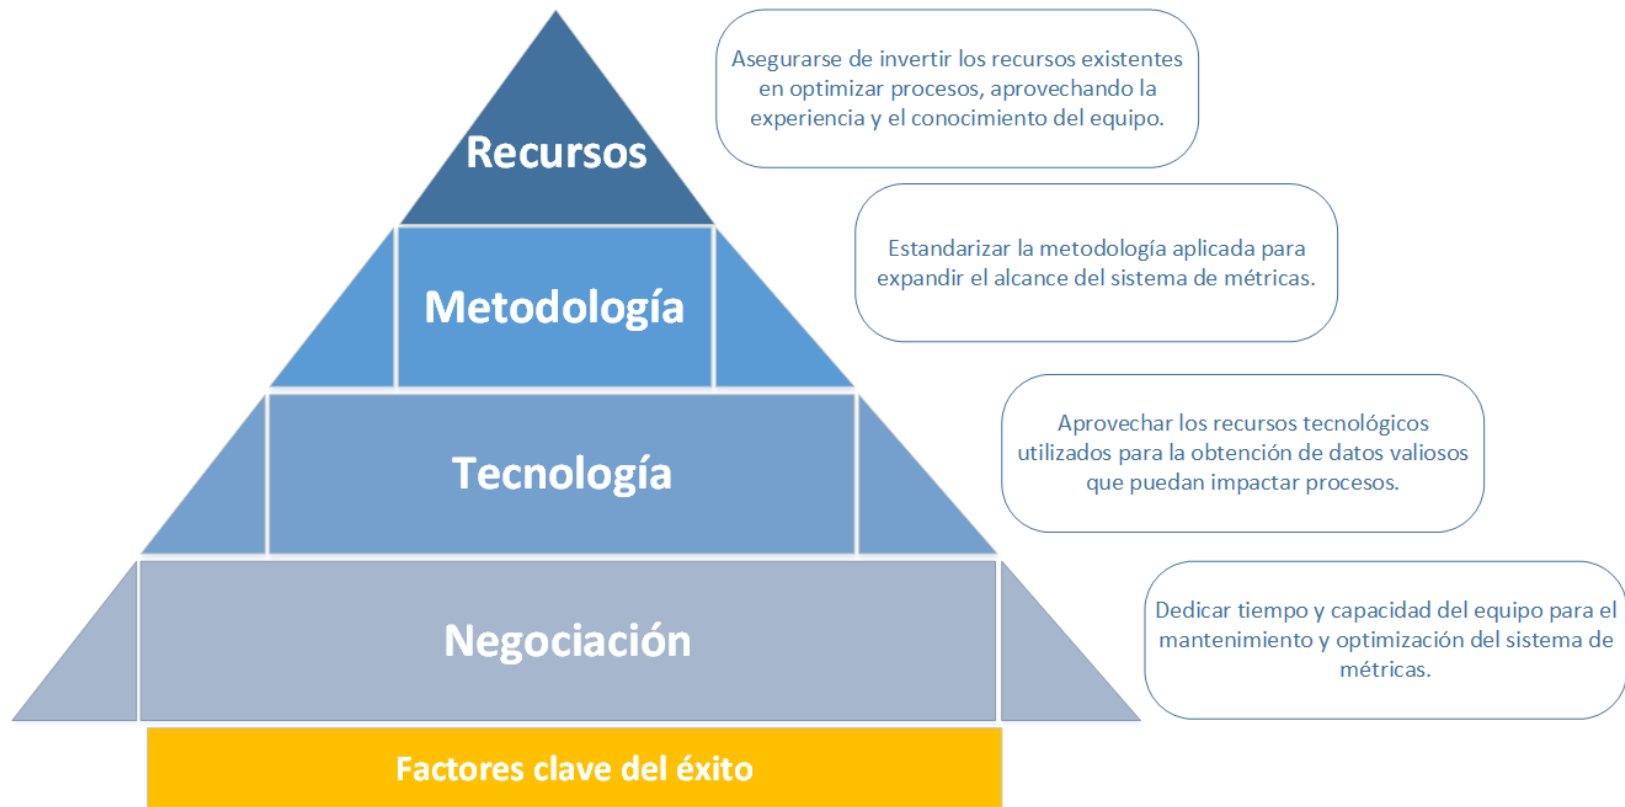 Recursos
Asegurarse de invertir los recursos existentes
en optimizar procesos, aprovechando la
experiencia y el conocimiento del equipo.
Metodología
Estandarizar la metodología aplicada para
expandir el alcance del sistema de métricas.
Tecnología
Aprovechar los recursos tecnológicos
utilizados para la obtención de datos valiosos
que puedan impactar procesos.
Negociación
Dedicar tiempo y capacidad del equipo para el
mantenimiento y optimización del sistema de
métricas.
Factores clave del éxito